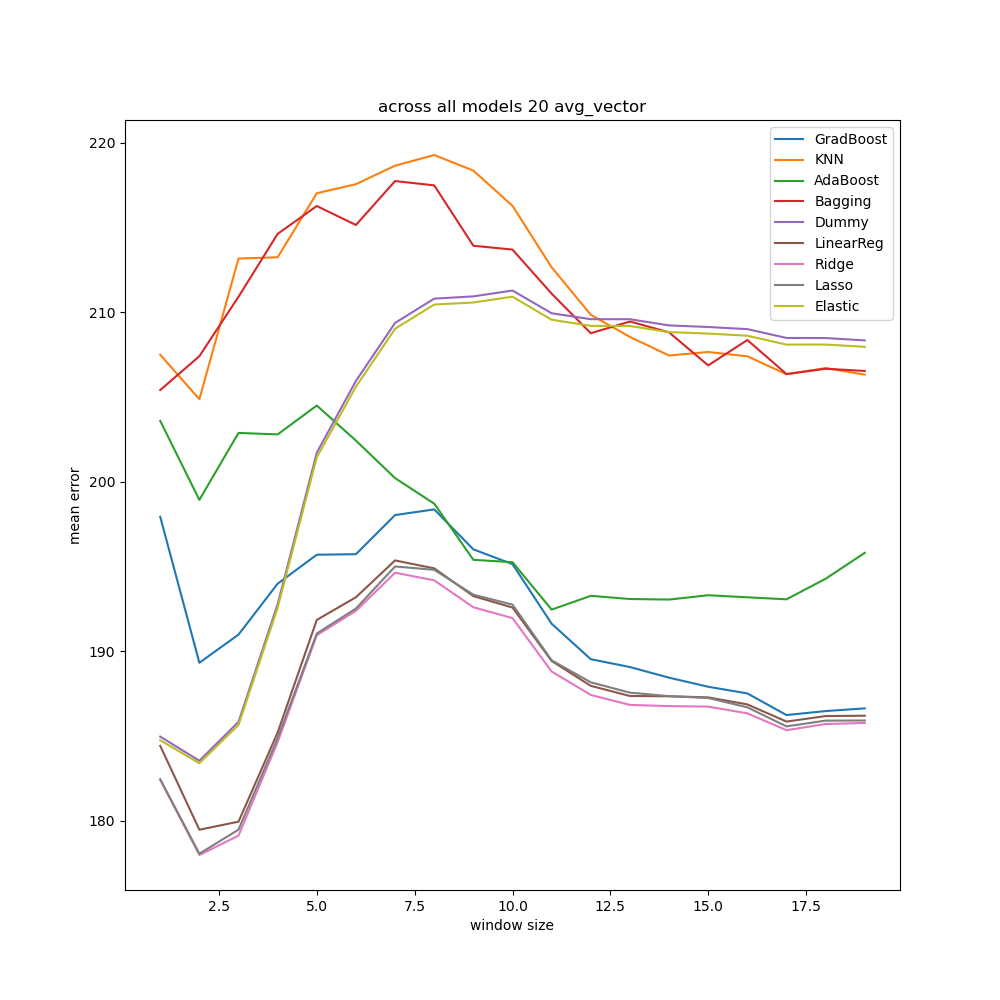 across all models 20 avg_vector
220
210
200
190
180
mean error
2.5
5.0
7.5
10.0
12.5
15.0
17.5
window size
GradBoost
KNN
AdaBoost
Bagging
Dummy
LinearReg
Ridge
Lasso
Elastic